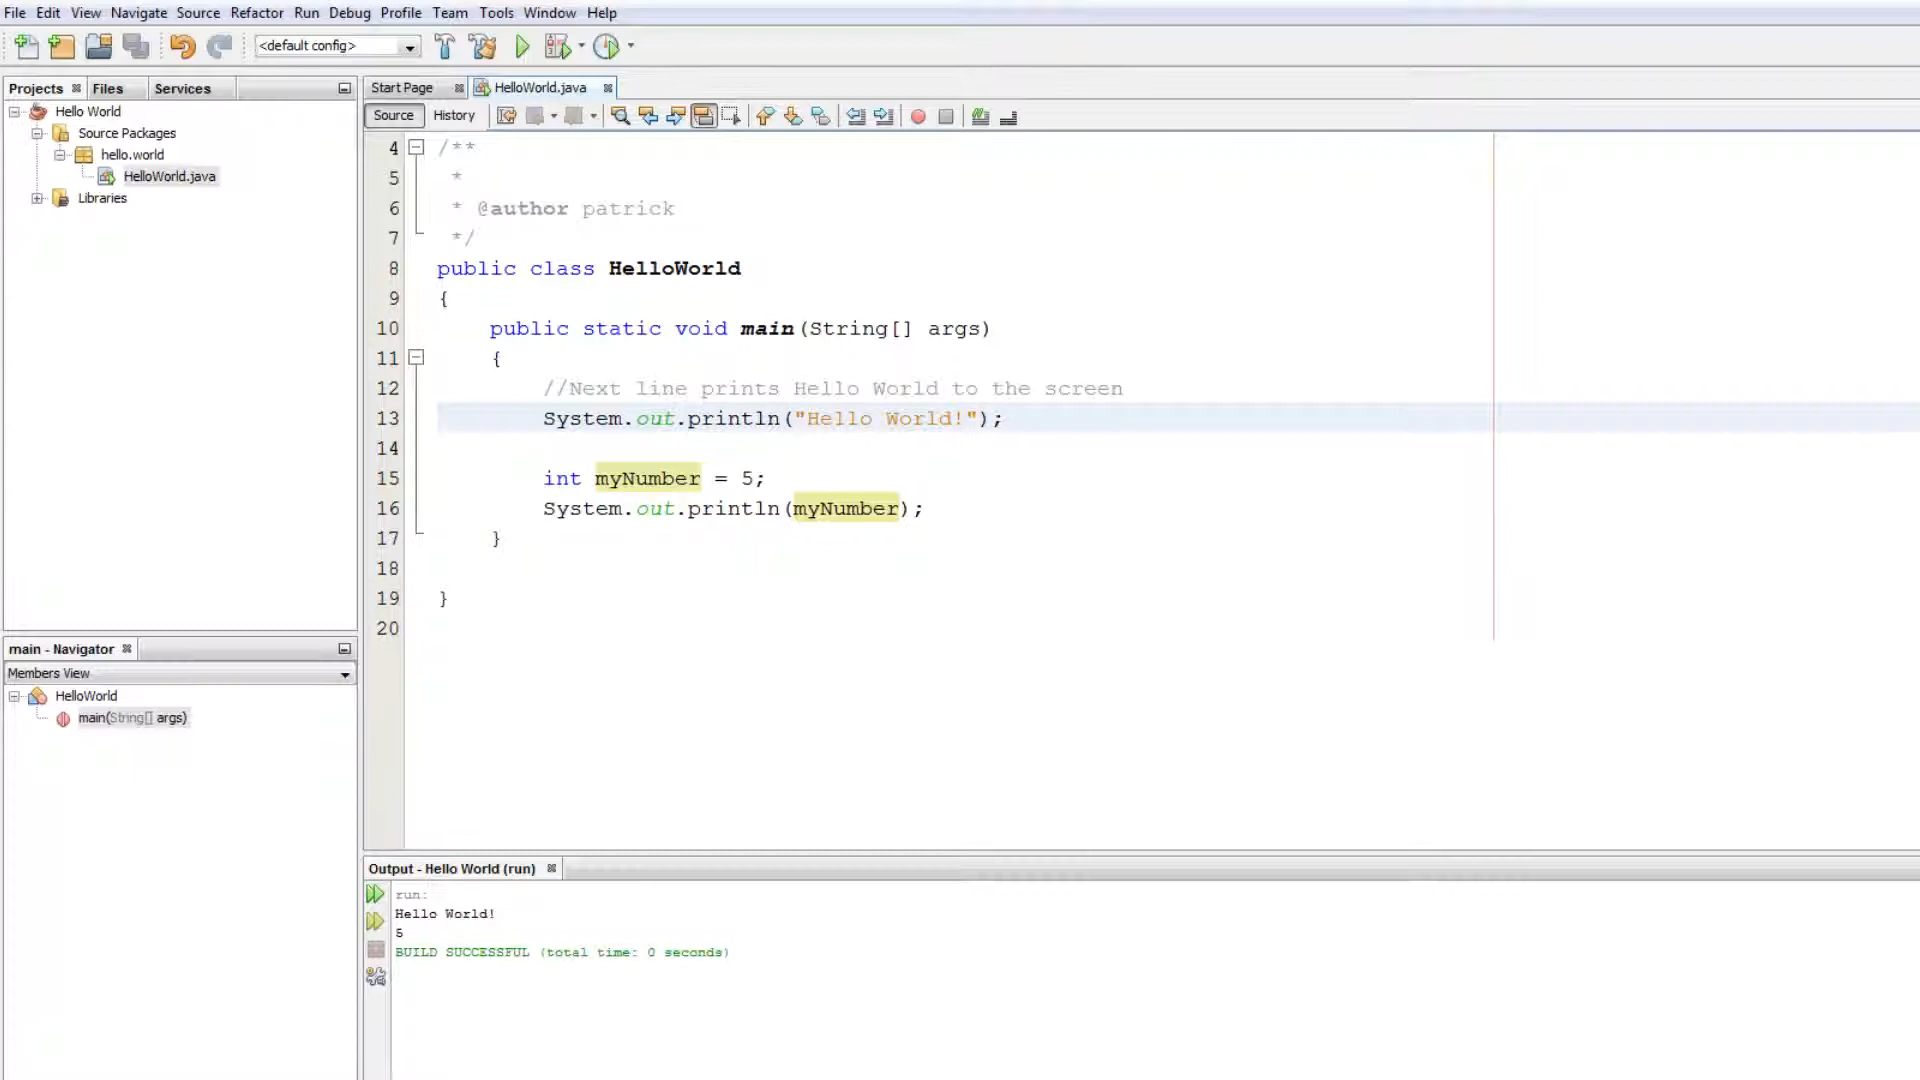 File Edit View Navigate Source Refactor Run Debug Profile Team Tools Window Help
<default config>
Projects Files Services
Hello World
Source Packages
hello.world
HelloWorld.java
Libraries
Start Page HelloWorld.java
Source History
4 /**
5 *
6 * @author patrick
7 */
8 public class HelloWorld
9 {
10 public static void main(String[] args)
11 {
12 //Next line prints Hello World to the screen
13 System.out.println("Hello World!");
14
15 int myNumber = 5;
16 System.out.println(myNumber);
17 }
18
19 }
20
main - Navigator
Members View
HelloWorld
main(String[] args)
Output - Hello World (run)
run:
Hello World!
5
BUILD SUCCESSFUL (total time: 0 seconds)